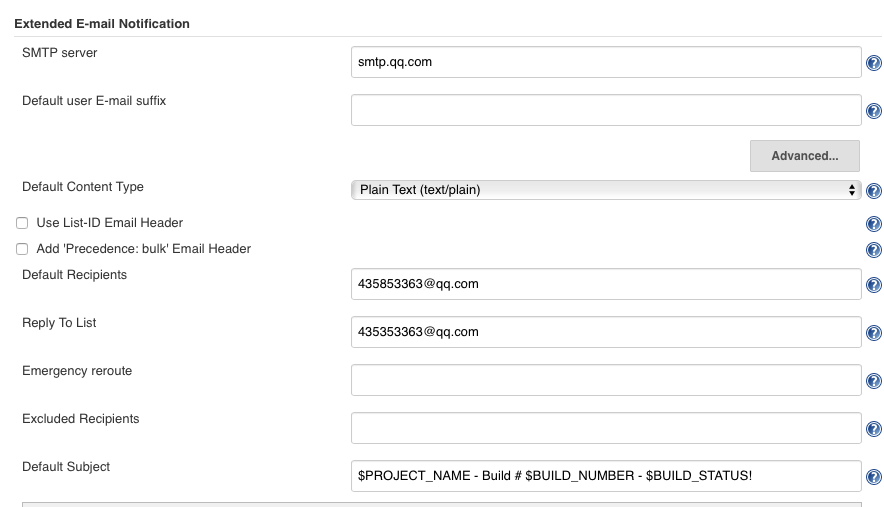 Extended E-mail Notification
SMTP server
smtp.qq.com
Default user E-mail suffix
Advanced...
Default Content Type
Plain Text (text/plain)
Use List-ID Email Header
Add 'Precedence: bulk' Email Header
Default Recipients
435853363@qq.com
Reply To List
435353363@qq.com
Emergency reroute
Excluded Recipients
Default Subject
$PROJECT_NAME - Build # $BUILD_NUMBER - $BUILD_STATUS!